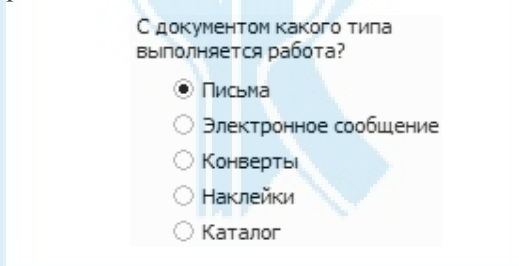 С документом какого типа
выполняется работа?
Письма
Электронное сообщение
Конверты
Наклейки
Каталог